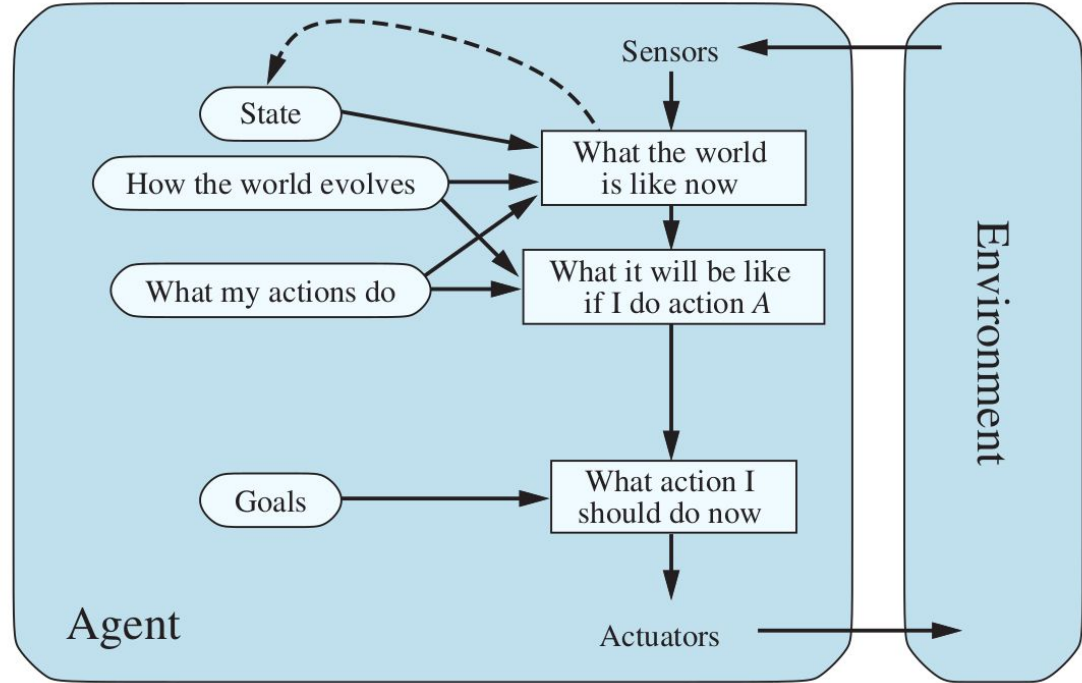 Sensors
State
What the world
is like now
How the world evolves
What my actions do
What it will be like
if I do action A
Goals
What action I
should do now
Agent
Actuators
Environment